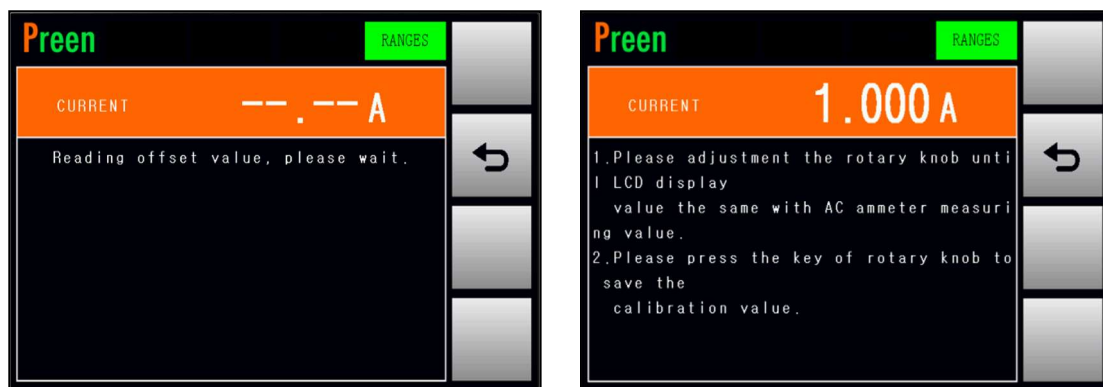 Preen
RANGES
CURRENT --.-- A
Reading offset value, please wait.
Preen
RANGES
CURRENT 1.000 A
1.Please adjustment the rotary knob unti
l LCD display
value the same with AC ammeter measuri
ng value.
2.Please press the key of rotary knob to
save the
calibration value.